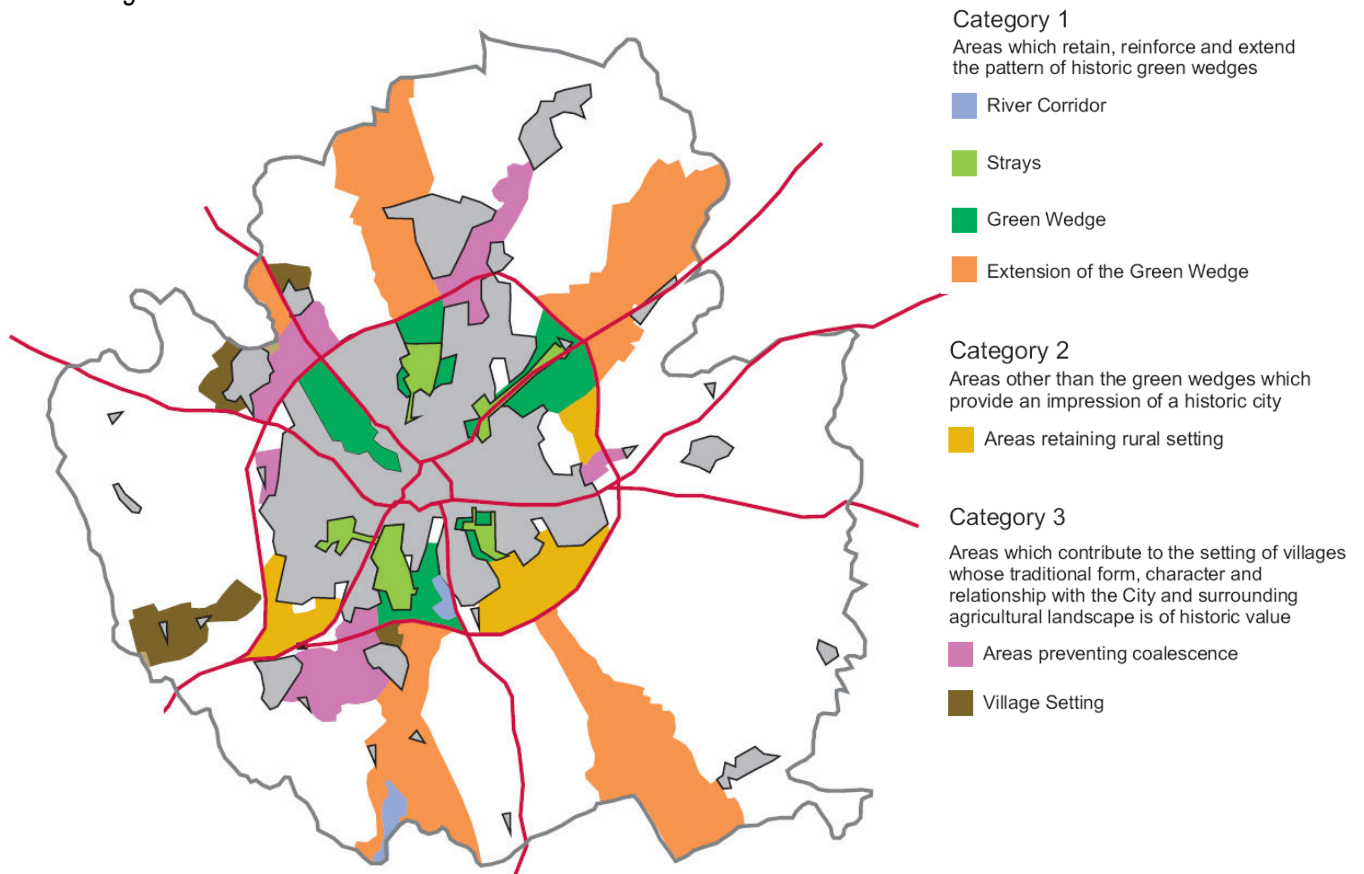 Category 1
Areas which retain, reinforce and extend
the pattern of historic green wedges
River Corridor
Strays
Green Wedge
Extension of the Green Wedge
Category 2
Areas other than the green wedges which
provide an impression of a historic city
Areas retaining rural setting
Category 3
Areas which contribute to the setting of villages
whose traditional form, character and
relationship with the City and surrounding
agricultural landscape is of historic value
Areas preventing coalescence
Village Setting